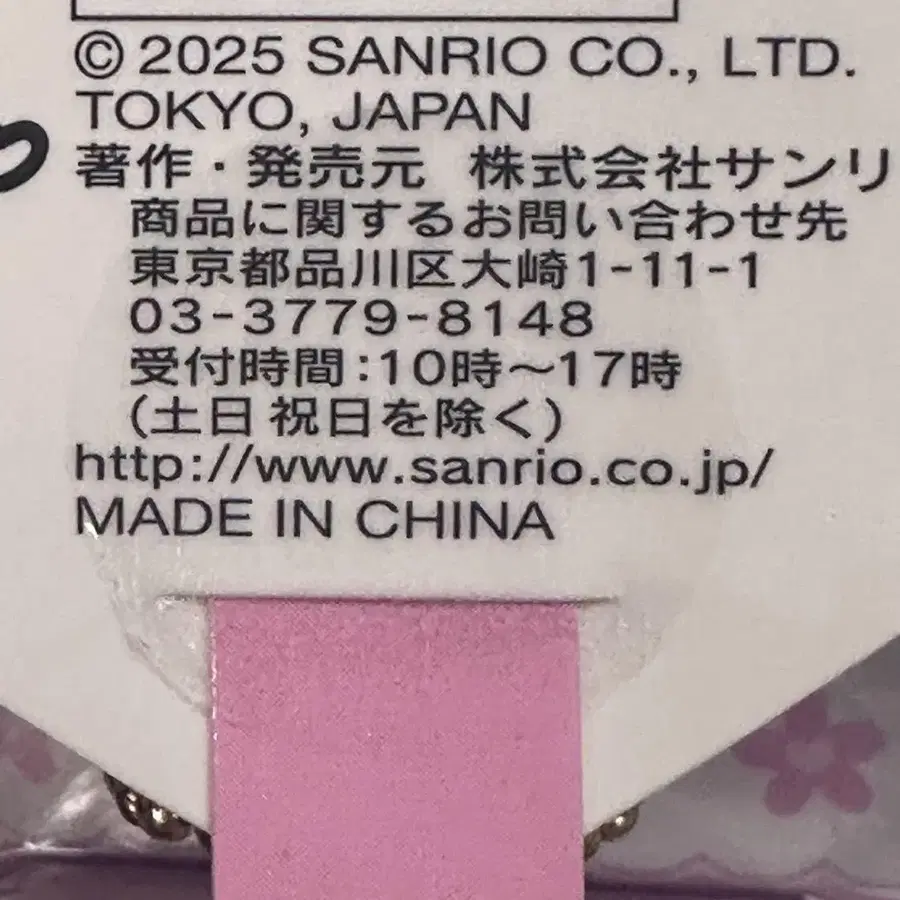 © 2025 SANRIO CO., LTD.
TOKYO, JAPAN
著作・発売元 株式会社サンリ
商品に関するお問い合わせ先
東京都品川区大崎1-11-1
03-3779-8148
受付時間:10時〜17時
(土日祝日を除く)
http://www.sanrio.co.jp/
MADE IN CHINA